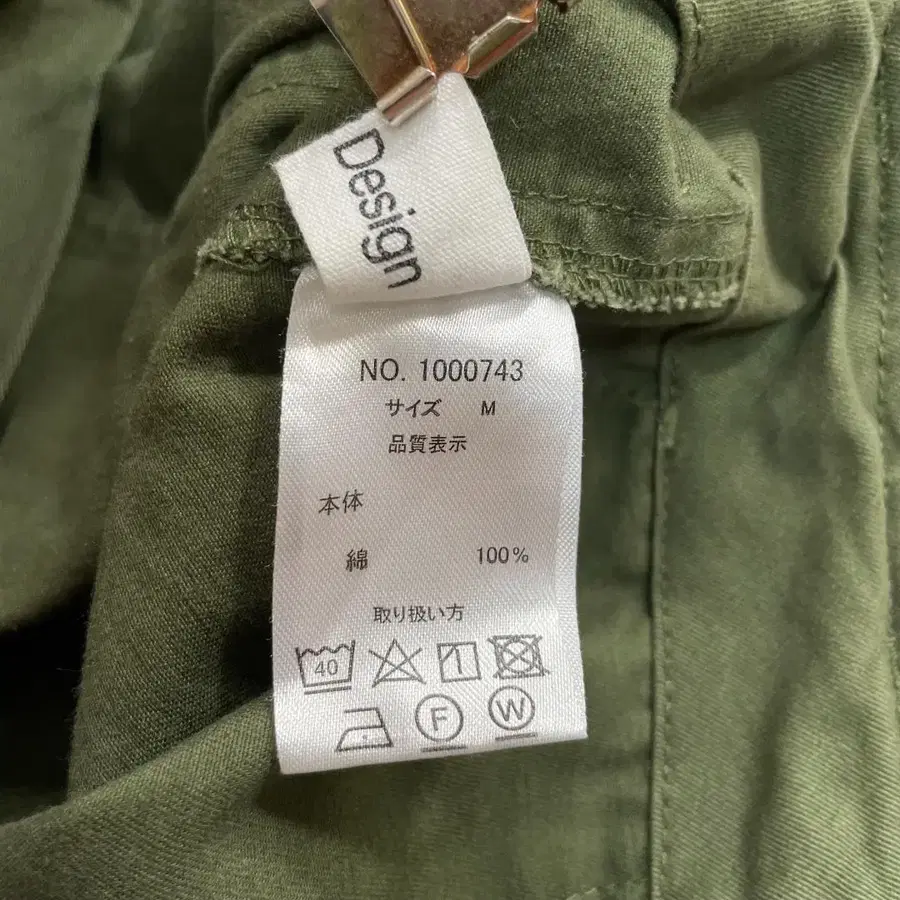 Design
NO. 1000743
サイズ M
品質表示
本体
綿 100%
取り扱い方
40
F W